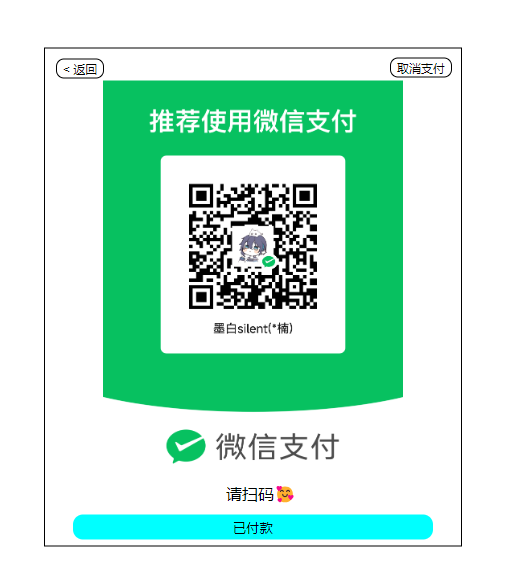 < 返回
取消支付
推荐使用微信支付
墨白silent(*楠)
微信支付
请扫码🥰
已付款